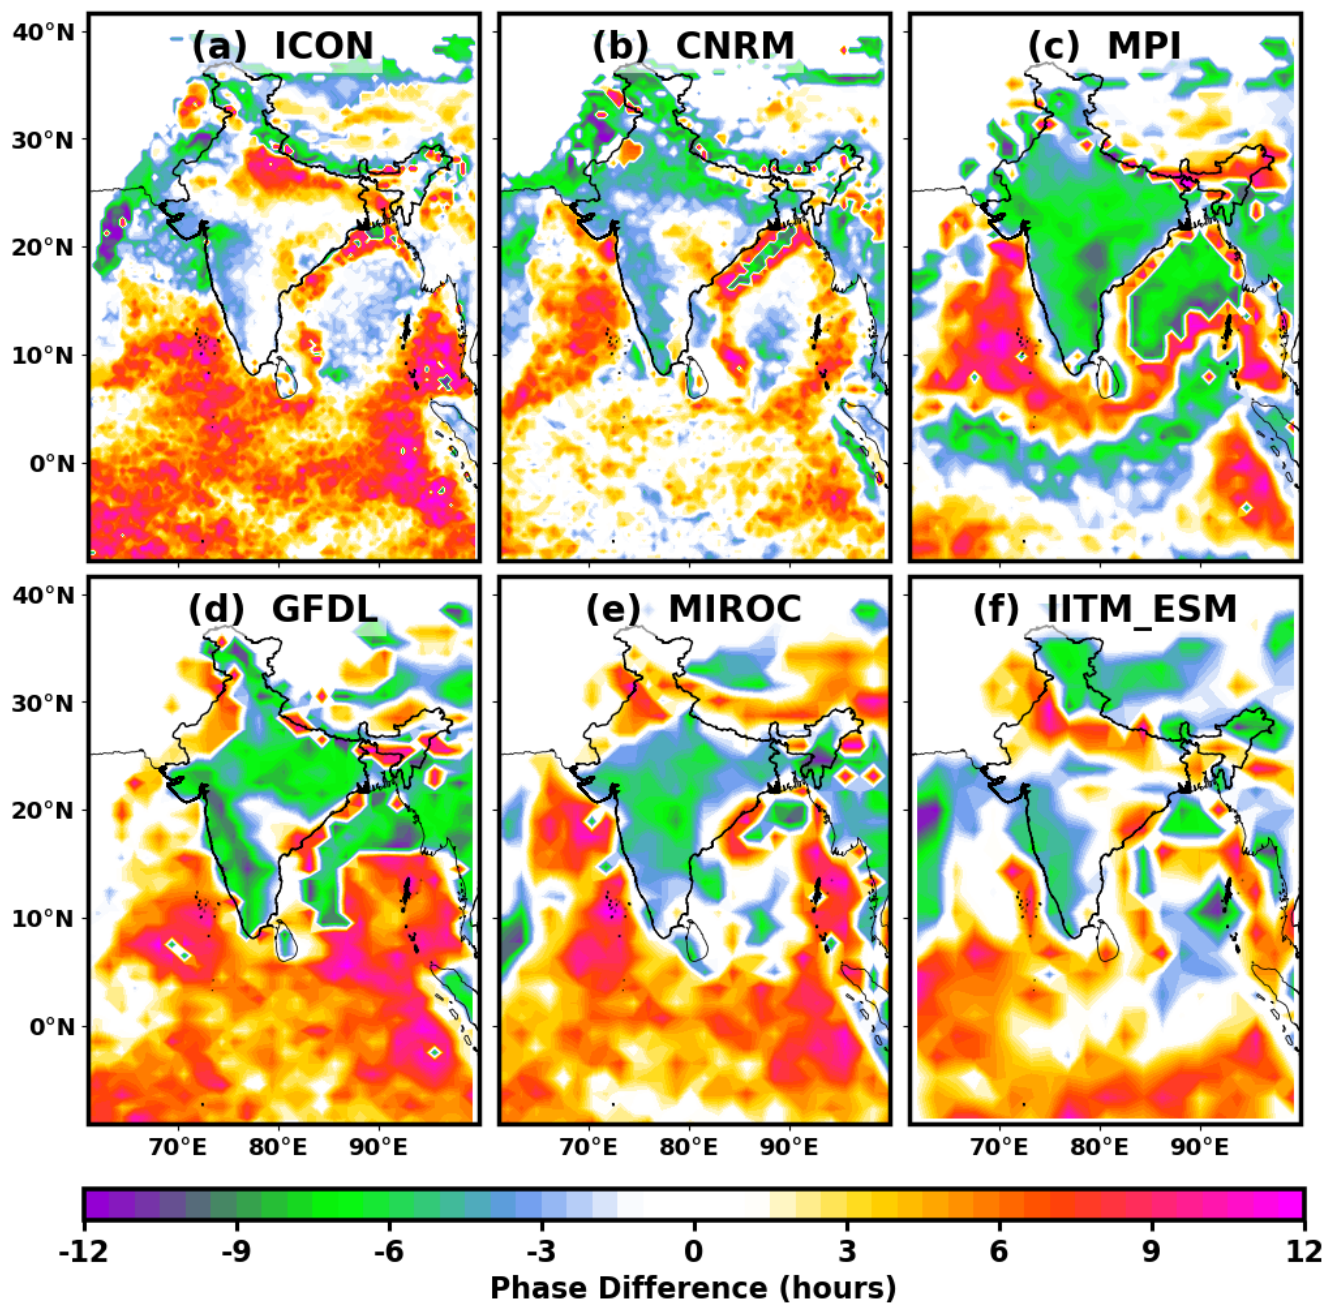 (a) ICON
(b) CNRM
(c) MPI
40°N
30°N
20°N
10°N
0°N
(d) GFDL
(e) MIROC
(f) IITM_ESM
40°N
30°N
20°N
10°N
0°N
70°E 80°E 90°E
70°E 80°E 90°E
70°E 80°E 90°E
-12 -9 -6 -3 0 3 6 9 12
Phase Difference (hours)